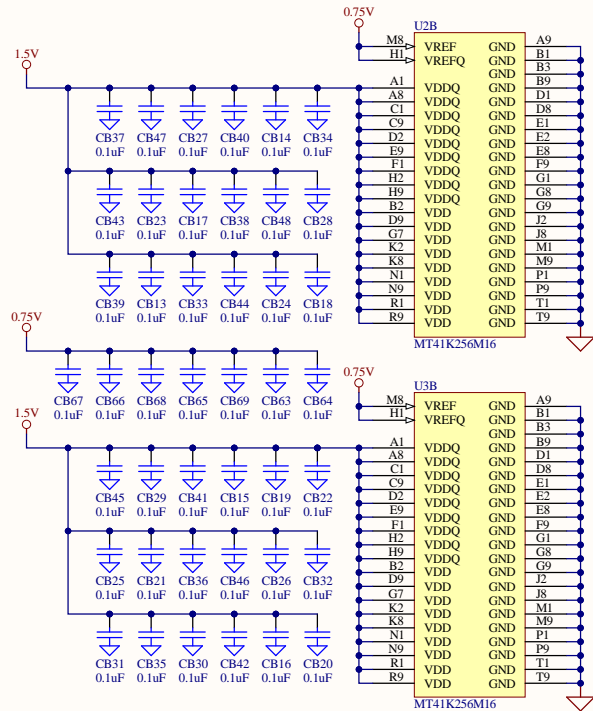 0.75V
U2B
M8 VREF GND A9
H1 VREFQ GND B1
GND B3
1.5V
A1 VDDQ GND B9
A8 VDDQ GND D1
C1 VDDQ GND D8
C9 VDDQ GND E1
D2 VDDQ GND E2
E9 VDDQ GND E8
F1 VDDQ GND F9
H2 VDDQ GND G1
H9 VDDQ GND G8
B2 VDD GND G9
D9 VDD GND J2
G7 VDD GND J8
K2 VDD GND M1
K8 VDD GND M9
N1 VDD GND P1
N9 VDD GND P9
R1 VDD GND T1
R9 VDD GND T9
MT41K256M16
CB37 CB47 CB27 CB40 CB14 CB34
0.1uF 0.1uF 0.1uF 0.1uF 0.1uF 0.1uF
CB43 CB23 CB17 CB38 CB48 CB28
0.1uF 0.1uF 0.1uF 0.1uF 0.1uF 0.1uF
CB39 CB13 CB33 CB44 CB24 CB18
0.1uF 0.1uF 0.1uF 0.1uF 0.1uF 0.1uF
0.75V
CB67 CB66 CB68 CB65 CB69 CB63 CB64
0.1uF 0.1uF 0.1uF 0.1uF 0.1uF 0.1uF 0.1uF
0.75V
U3B
M8 VREF GND A9
H1 VREFQ GND B1
GND B3
1.5V
A1 VDDQ GND B9
A8 VDDQ GND D1
C1 VDDQ GND D8
C9 VDDQ GND E1
D2 VDDQ GND E2
E9 VDDQ GND E8
F1 VDDQ GND F9
H2 VDDQ GND G1
H9 VDDQ GND G8
B2 VDD GND G9
D9 VDD GND J2
G7 VDD GND J8
K2 VDD GND M1
K8 VDD GND M9
N1 VDD GND P1
N9 VDD GND P9
R1 VDD GND T1
R9 VDD GND T9
MT41K256M16
CB45 CB29 CB41 CB15 CB19 CB22
0.1uF 0.1uF 0.1uF 0.1uF 0.1uF 0.1uF
CB25 CB21 CB36 CB46 CB26 CB32
0.1uF 0.1uF 0.1uF 0.1uF 0.1uF 0.1uF
CB31 CB35 CB30 CB42 CB16 CB20
0.1uF 0.1uF 0.1uF 0.1uF 0.1uF 0.1uF